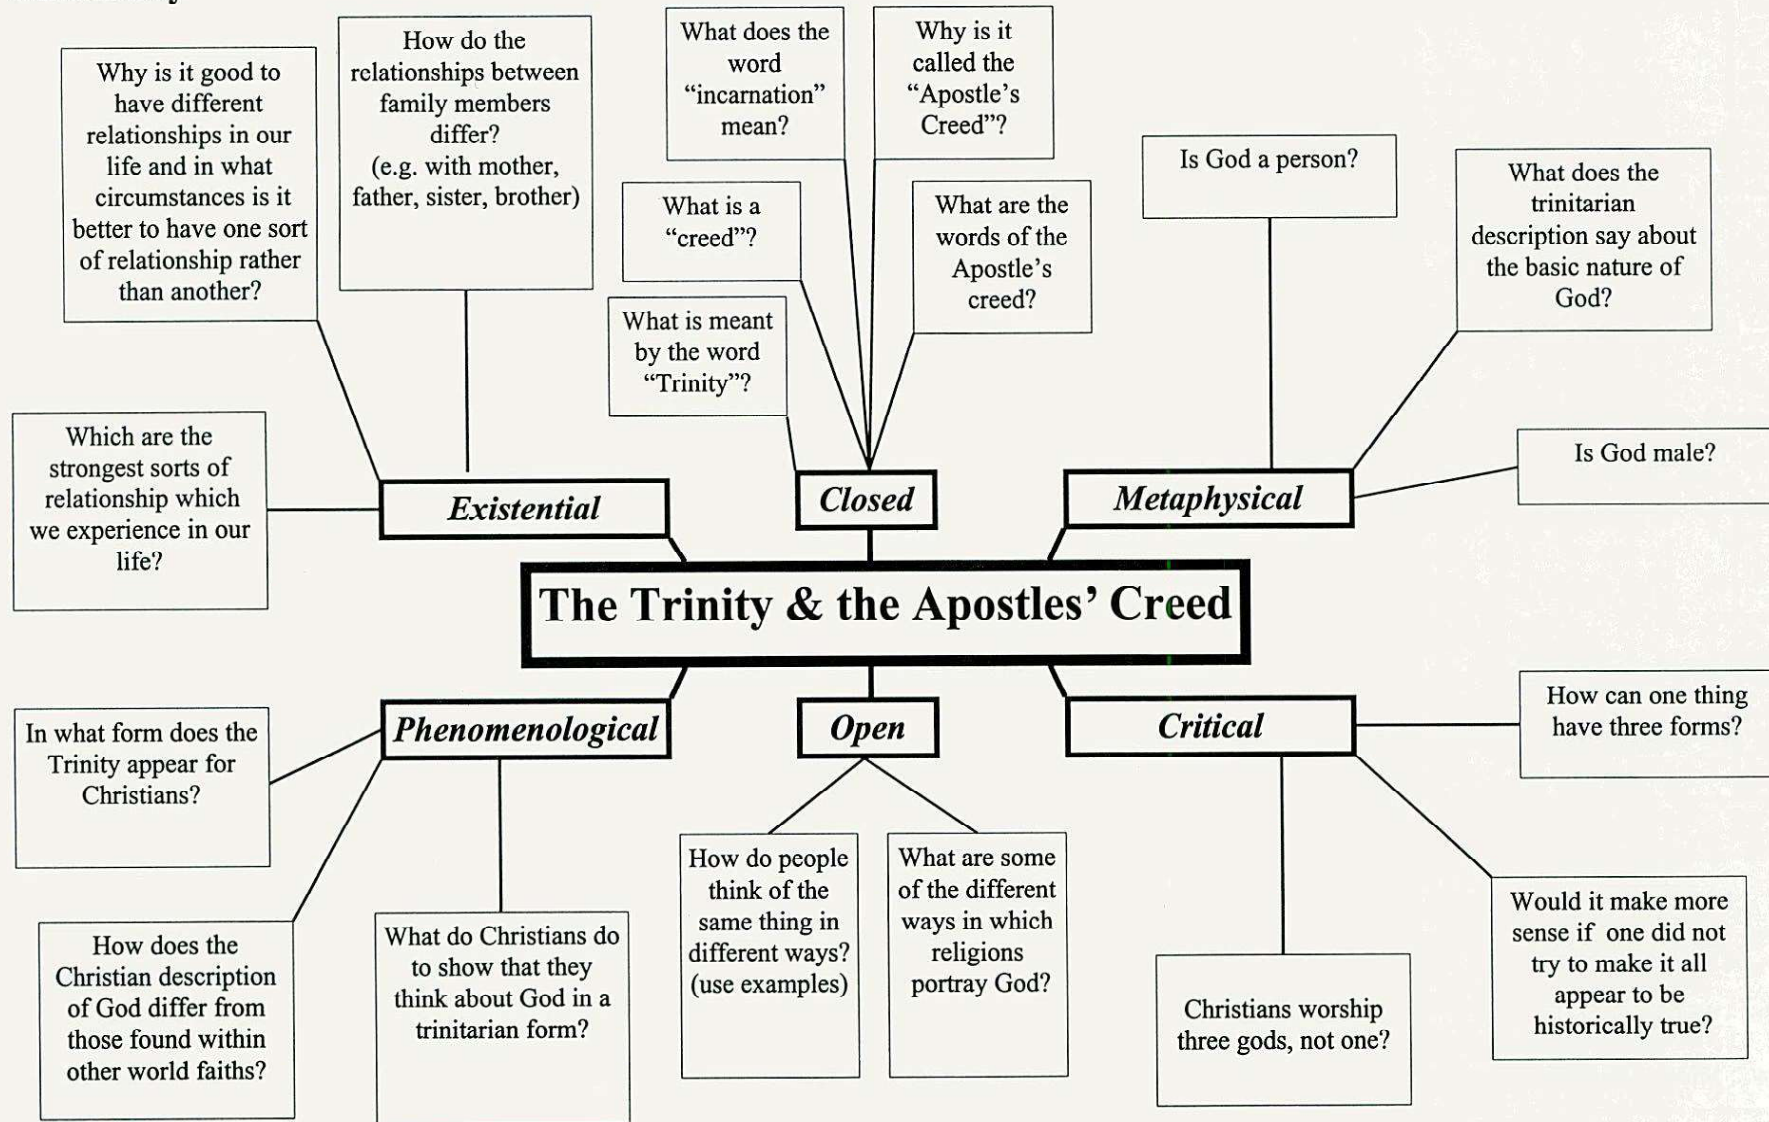 Why is it good to
have different
relationships in our
life and in what
circumstances is it
better to have one sort
of relationship rather
than another?
How do the
relationships between
family members
differ?
(e.g. with mother,
father, sister, brother)
What does the
word
“incarnation”
mean?
Why is it
called the
“Apostle’s
Creed”?
What is a
“creed”?
What are the
words of the
Apostle’s
creed?
What is meant
by the word
“Trinity”?
Is God a person?
What does the
trinitarian
description say about
the basic nature of
God?
Which are the
strongest sorts of
relationship which
we experience in our
life?
Is God male?
Existential
Closed
Metaphysical
The Trinity & the Apostles’ Creed
Phenomenological
Open
Critical
In what form does the
Trinity appear for
Christians?
How can one thing
have three forms?
How does the
Christian description
of God differ from
those found within
other world faiths?
What do Christians do
to show that they
think about God in a
trinitarian form?
How do people
think of the
same thing in
different ways?
(use examples)
What are some
of the different
ways in which
religions
portray God?
Christians worship
three gods, not one?
Would it make more
sense if one did not
try to make it all
appear to be
historically true?